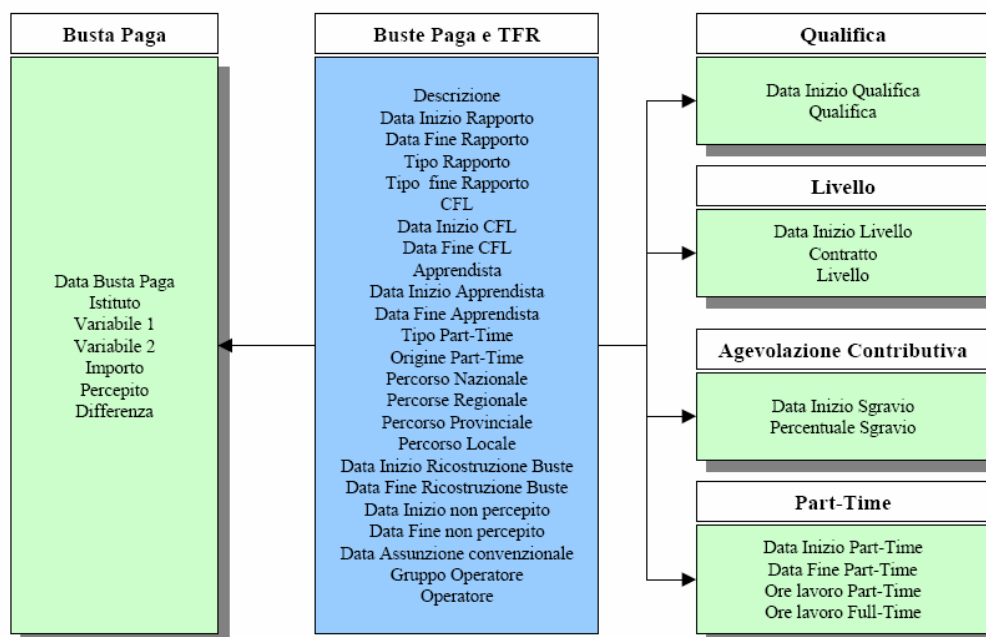 Busta Paga
Data Busta Paga
Istituto
Variabile 1
Variabile 2
Importo
Percepito
Differenza
Buste Paga e TFR
Descrizione
Data Inizio Rapporto
Data Fine Rapporto
Tipo Rapporto
Tipo fine Rapporto
CFL
Data Inizio CFL
Data Fine CFL
Apprendista
Data Inizio Apprendista
Data Fine Apprendista
Tipo Part-Time
Origine Part-Time
Percorso Nazionale
Percorse Regionale
Percorso Provinciale
Percorso Locale
Data Inizio Ricostruzione Buste
Data Fine Ricostruzione Buste
Data Inizio non percepito
Data Fine non percepito
Data Assunzione convenzionale
Gruppo Operatore
Operatore
Qualifica
Data Inizio Qualifica
Qualifica
Livello
Data Inizio Livello
Contratto
Livello
Agevolazione Contributiva
Data Inizio Sgravio
Percentuale Sgravio
Part-Time
Data Inizio Part-Time
Data Fine Part-Time
Ore lavoro Part-Time
Ore lavoro Full-Time